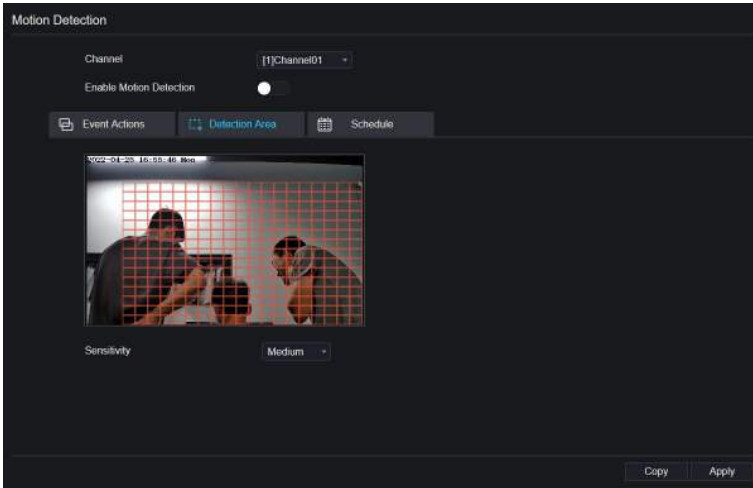 Motion Detection
Channel [1]Channel01
Enable Motion Detection
Event Actions Detection Area Schedule
2022-04-25 16:55:46 Mon
Sensitivity Medium
Copy Apply